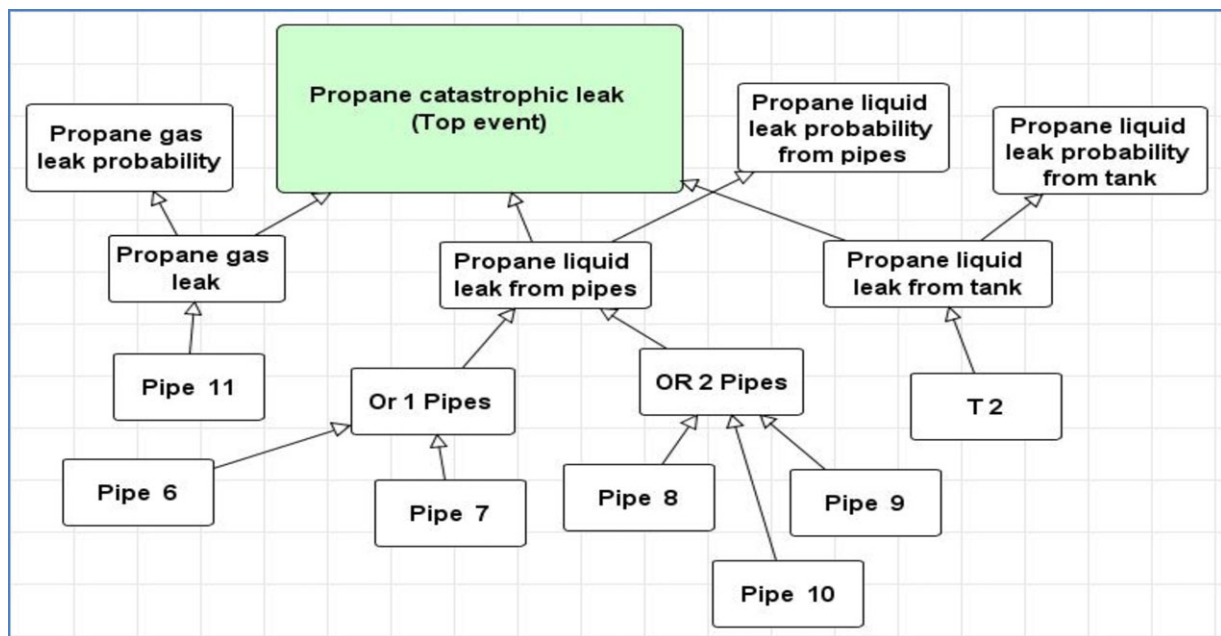 Propane catastrophic leak
(Top event)
Propane gas
leak probability
Propane liquid
leak probability
from pipes
Propane liquid
leak probability
from tank
Propane gas
leak
Propane liquid
leak from pipes
Propane liquid
leak from tank
Pipe 11
Or 1 Pipes
OR 2 Pipes
T 2
Pipe 6
Pipe 7
Pipe 8
Pipe 9
Pipe 10